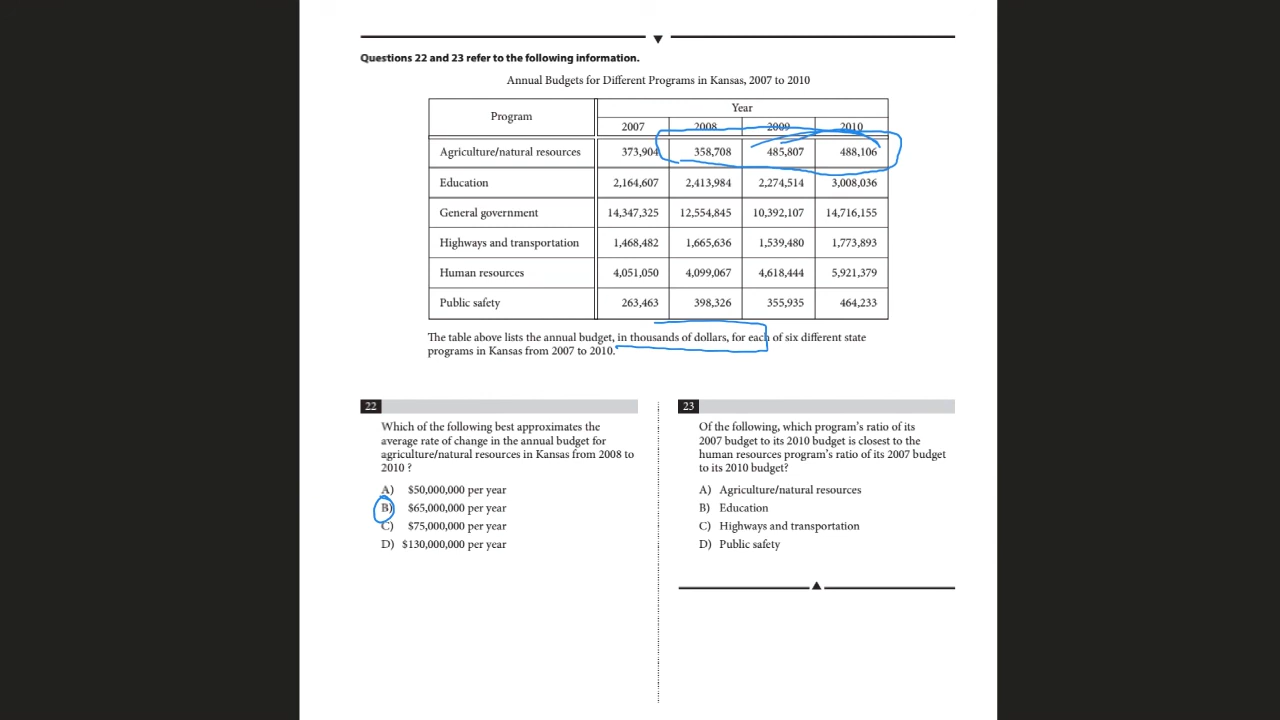 Questions 22 and 23 refer to the following information.
Annual Budgets for Different Programs in Kansas, 2007 to 2010
Program Year
2007 2008 2009 2010
Agriculture/natural resources 373,904 358,708 485,807 488,106
Education 2,164,607 2,413,984 2,274,514 3,008,036
General government 14,347,325 12,554,845 10,392,107 14,716,155
Highways and transportation 1,468,482 1,665,636 1,539,480 1,773,893
Human resources 4,051,050 4,099,067 4,618,444 5,921,379
Public safety 263,463 398,326 355,935 464,233
The table above lists the annual budget, in thousands of dollars, for each of six different state
programs in Kansas from 2007 to 2010.
22
Which of the following best approximates the
average rate of change in the annual budget for
agriculture/natural resources in Kansas from 2008 to
2010 ?
A) $50,000,000 per year
B) $65,000,000 per year
C) $75,000,000 per year
D) $130,000,000 per year
23
Of the following, which program's ratio of its
2007 budget to its 2010 budget is closest to the
human resources program's ratio of its 2007 budget
to its 2010 budget?
A) Agriculture/natural resources
B) Education
C) Highways and transportation
D) Public safety